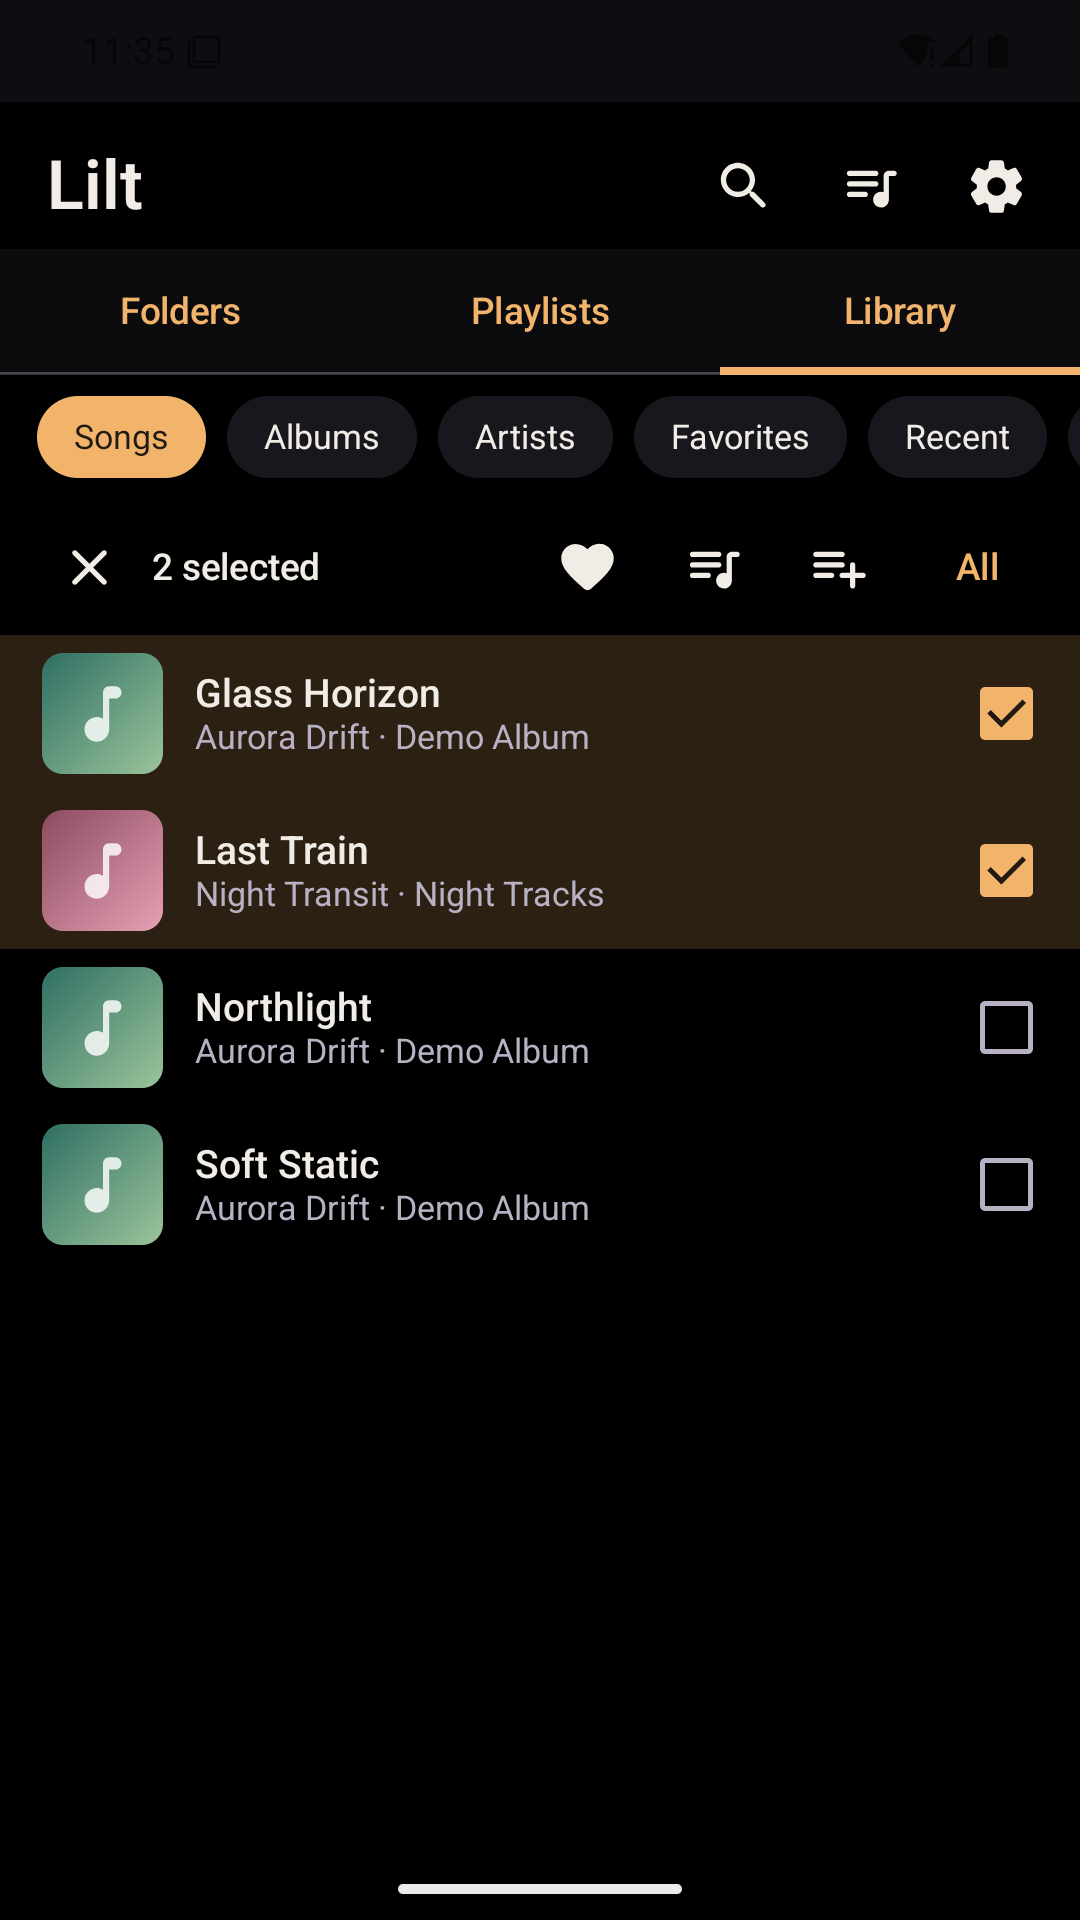 11:35
Lilt
Folders Playlists Library
Songs Albums Artists Favorites Recent
2 selected All
Glass Horizon
Aurora Drift · Demo Album
Last Train
Night Transit · Night Tracks
Northlight
Aurora Drift · Demo Album
Soft Static
Aurora Drift · Demo Album